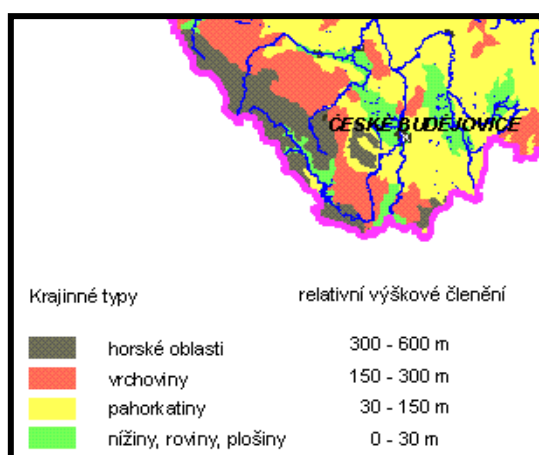 ČESKÉ BUDĚJOVICE
Krajinné typy relativní výškové členění
horské oblasti 300 - 600 m
vrchoviny 150 - 300 m
pahorkatiny 30 - 150 m
nížiny, roviny, plošiny 0 - 30 m